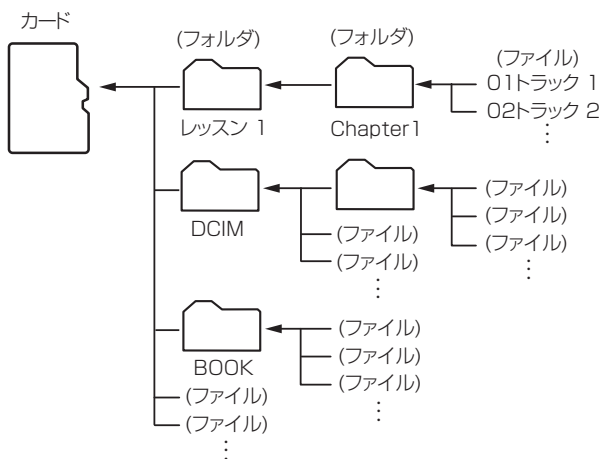 カード
(フォルダ)
(フォルダ)
(ファイル)
01トラック 1
02トラック 2
⋮
レッスン 1
Chapter1
(ファイル)
(ファイル)
(ファイル)
⋮
DCIM
(ファイル)
(ファイル)
⋮
BOOK
(ファイル)
(ファイル)
(ファイル)
⋮
(ファイル)
(ファイル)
⋮